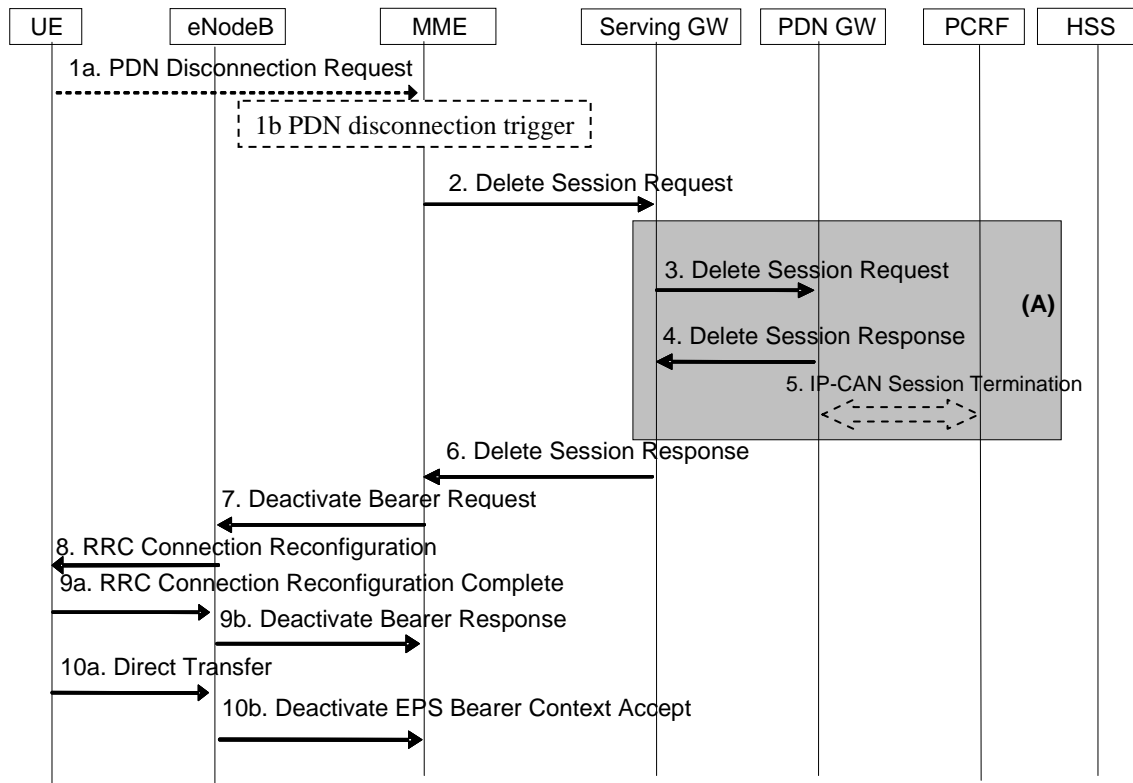 UE eNodeB MME Serving GW PDN GW PCRF HSS
1a. PDN Disconnection Request
1b PDN disconnection trigger
2. Delete Session Request
3. Delete Session Request
(A)
4. Delete Session Response
5. IP-CAN Session Termination
6. Delete Session Response
7. Deactivate Bearer Request
8. RRC Connection Reconfiguration
9a. RRC Connection Reconfiguration Complete
9b. Deactivate Bearer Response
10a. Direct Transfer
10b. Deactivate EPS Bearer Context Accept